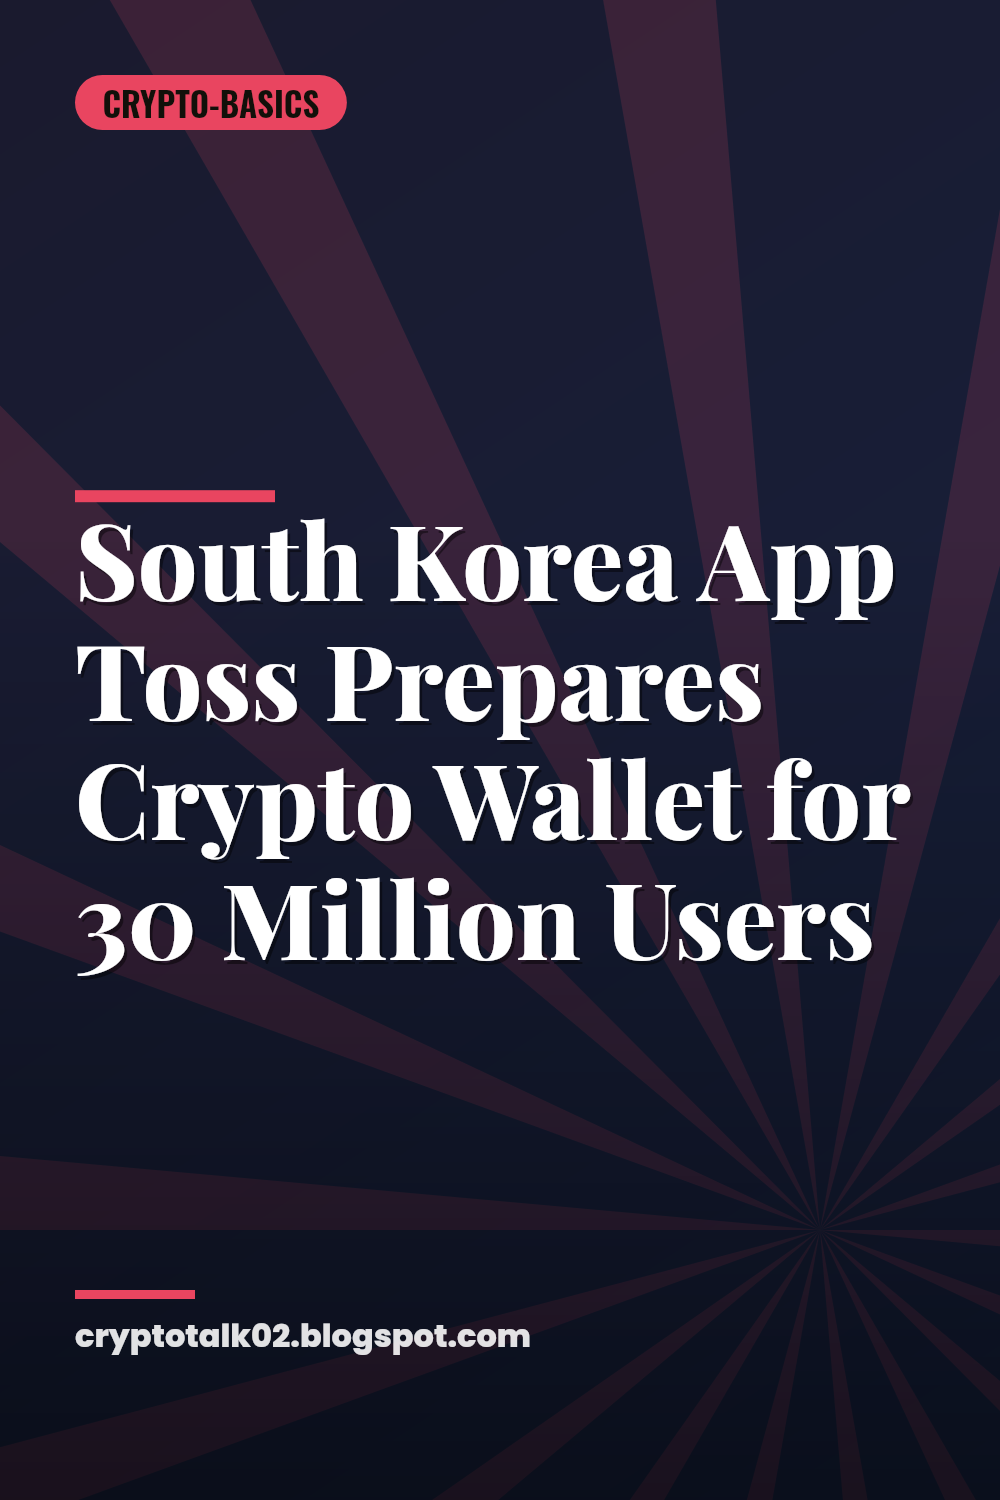 CRYPTO-BASICS
South Korea App
Toss Prepares
Crypto Wallet for
30 Million Users
cryptotalk02.blogspot.com